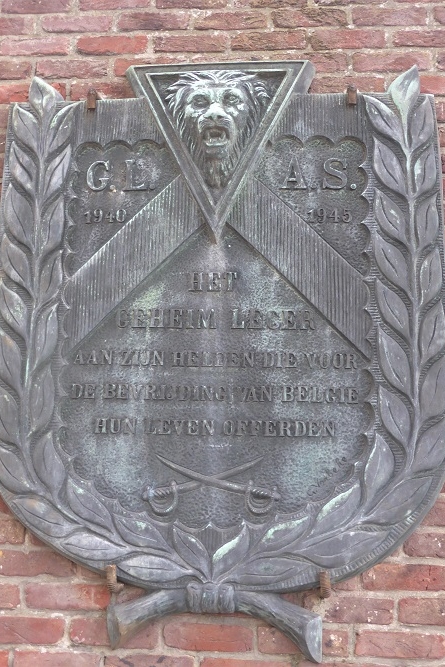 G.L. A.S.
1940 1945
HET
GEHEIM LEGER
AAN ZIJN HELDEN DIE VOOR
DE BEVRIJDING VAN BELGIE
HUN LEVEN OFFERDEN